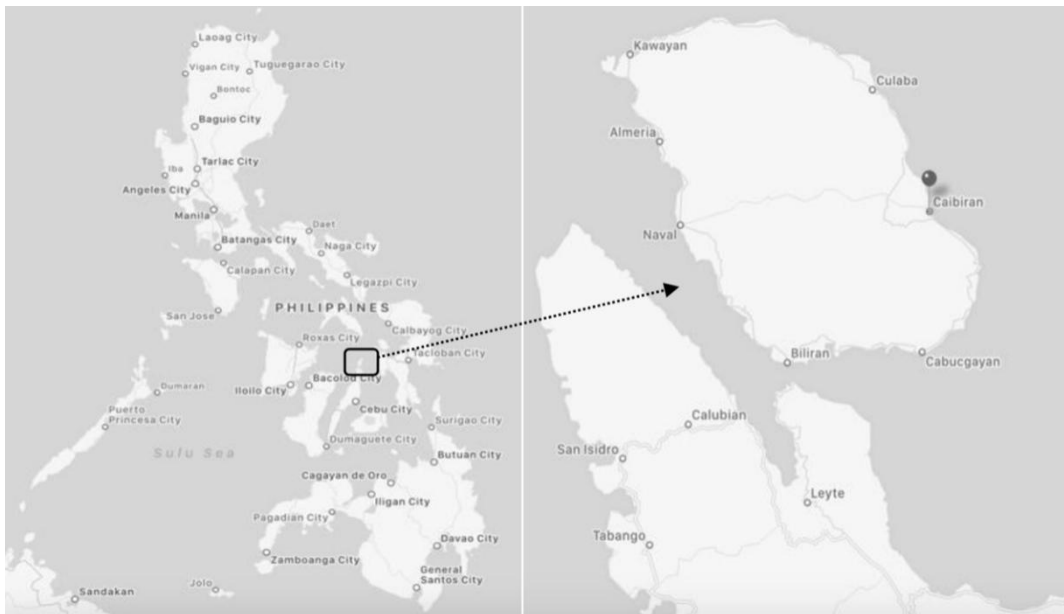 Laoag City
Vigan City
Tuguegarao City
Bontoc
Baguio City
Iba
Tarlac City
Angeles City
Manila
Daet
Batangas City
Naga City
Calapan City
Legazpi City
PHILIPPINES
San Jose
Calbayog City
Roxas City
Tacloban City
Iloilo City
Bacolod City
Dumaran
Cebu City
Puerto
Princesa City
Surigao City
Dumaguete City
Sulu Sea
Butuan City
Cagayan de Oro
Iligan City
Pagadian City
Davao City
Zamboanga City
General
Santos City
Jolo
Sandakan
Kawayan
Culaba
Almeria
Caibiran
Naval
Biliran
Cabucgayan
Calubian
San Isidro
Leyte
Tabango